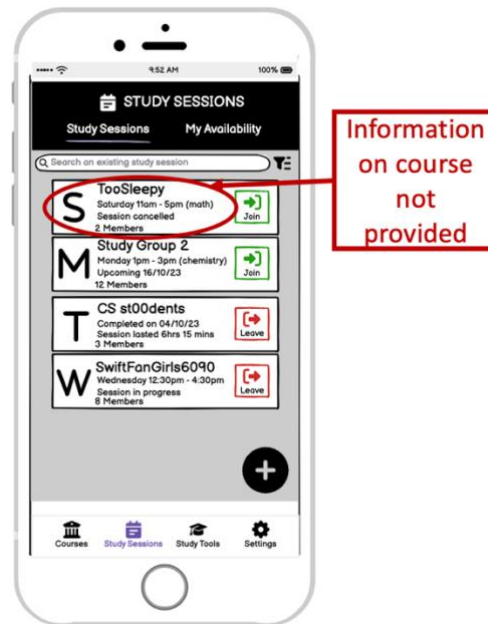 9:52 AM
100%
STUDY SESSIONS
Study Sessions
My Availability
Search an existing study session
S
TooSleepy
Saturday 11am - 5pm (math)
Session cancelled
2 Members
Join
M
Study Group 2
Monday 1pm - 3pm (chemistry)
Upcoming 16/10/23
12 Members
Join
T
CS st00dents
Completed on 04/10/23
Session lasted 6hrs 15 mins
3 Members
Leave
W
SwiftFanGirls6090
Wednesday 12:30pm - 4:30pm
Session in progress
8 Members
Leave
+
Courses
Study Sessions
Study Tools
Settings
Information
on course
not
provided